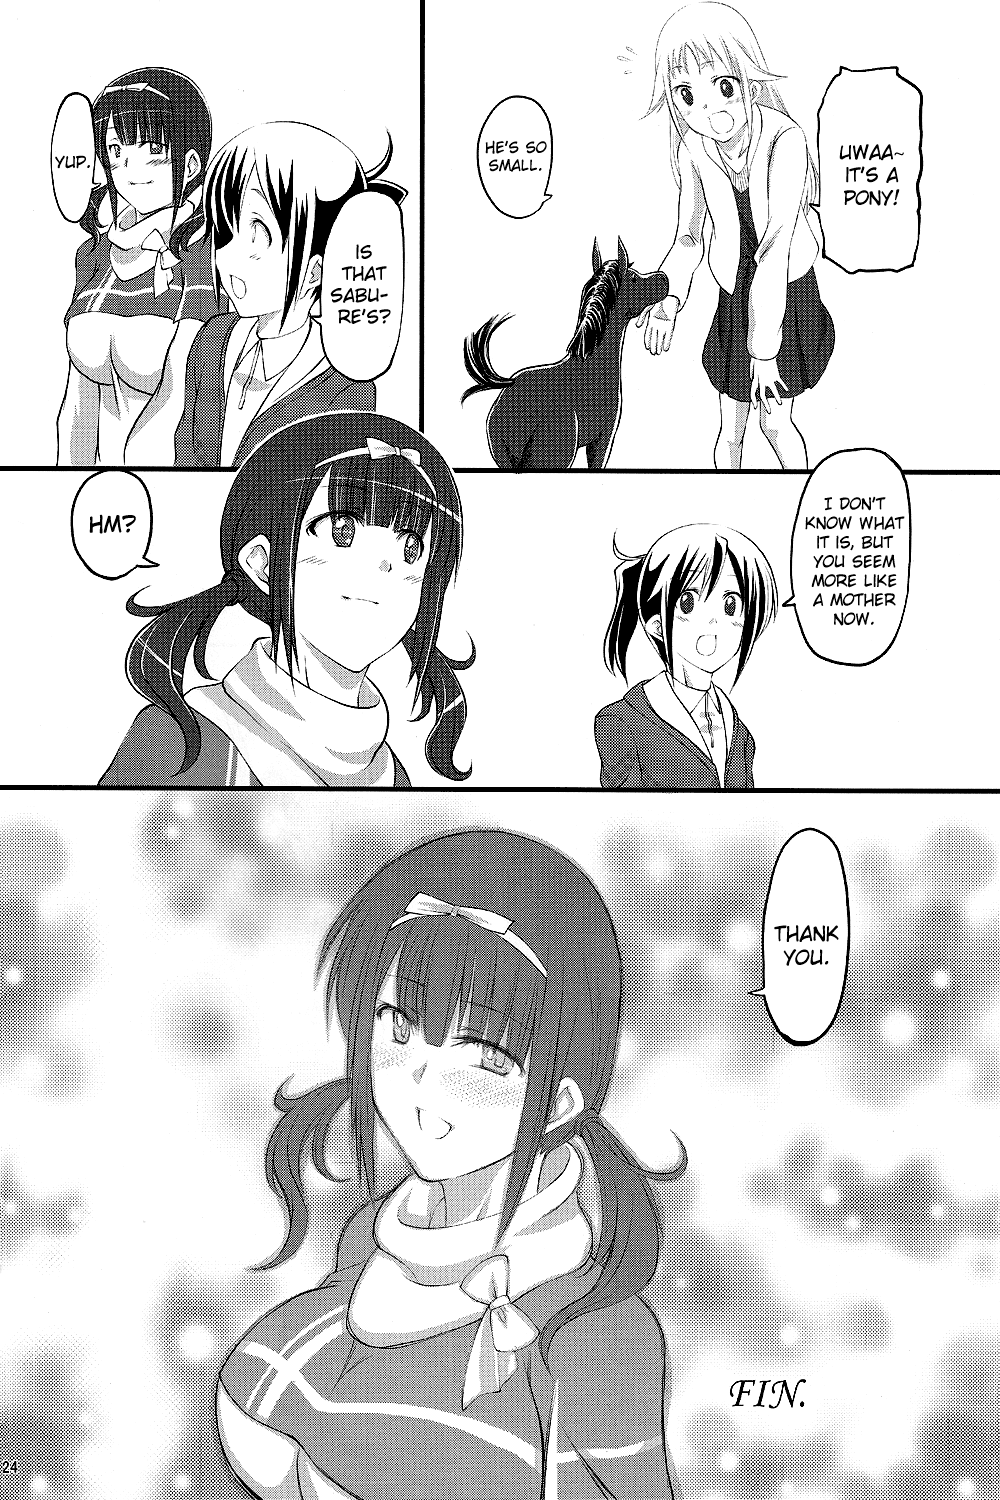 UWAA~
IT'S A
PONY!
HE'S SO
SMALL.
IS
THAT
SABU-
RE'S?
YUP.
I DON'T
KNOW WHAT
IT IS, BUT
YOU SEEM
MORE LIKE
A MOTHER
NOW.
HM?
THANK
YOU.
FIN.
24